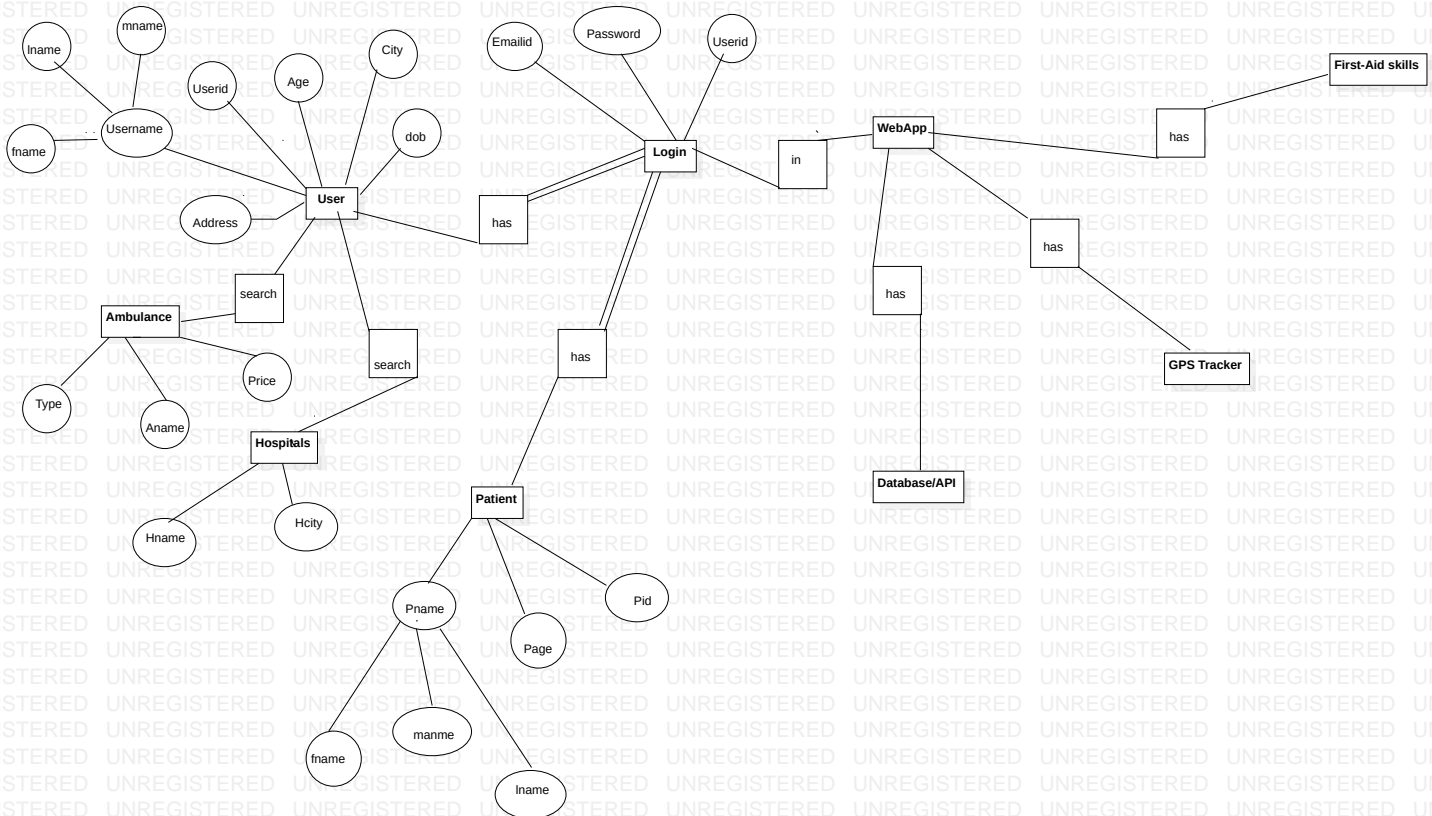 mname
lname
City
Emailid
Password
Userid
First-Aid skills
Userid
Age
Username
fname
dob
Login
in
WebApp
has
User
Address
has
has
search
has
Ambulance
search
has
GPS Tracker
Type
Price
Aname
Hospitals
Hname
Hcity
Patient
Database/API
Pname
Pid
Page
fname
manme
lname
UNREGISTERED